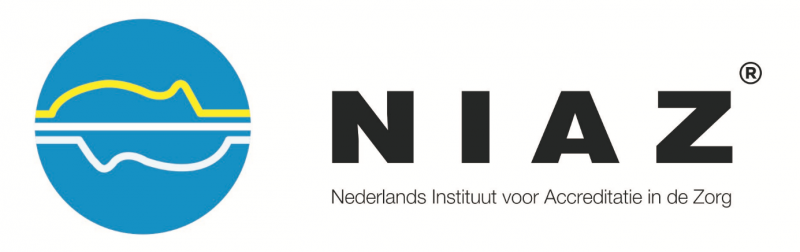 NIAZ®
Nederlands Instituut voor Accreditatie in de Zorg